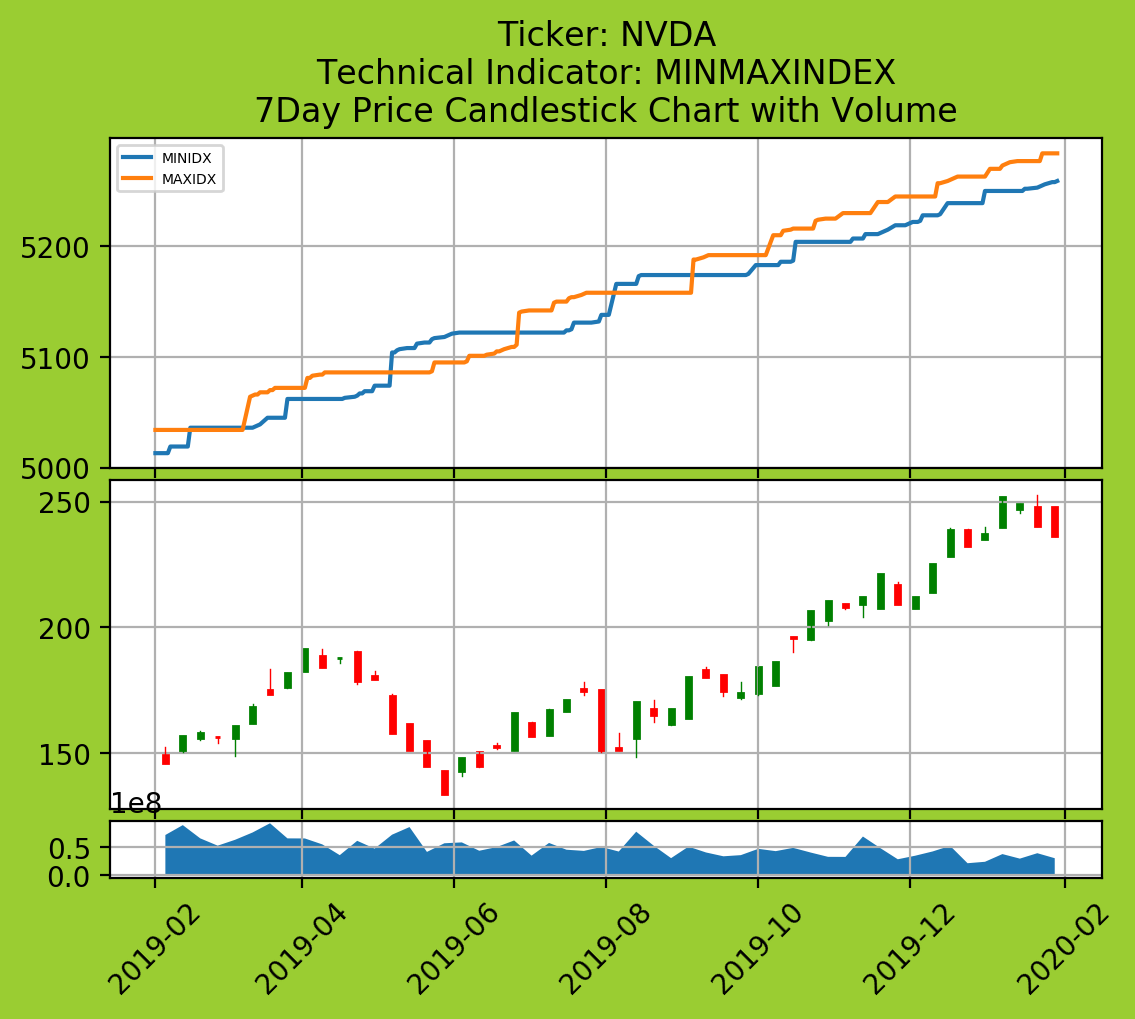 Ticker: NVDA
Technical Indicator: MINMAXINDEX
7Day Price Candlestick Chart with Volume
MINIDX
MAXIDX
5200
5100
5000
250
200
150
1e8
0.5
0.0
2019-02
2019-04
2019-06
2019-08
2019-10
2019-12
2020-02